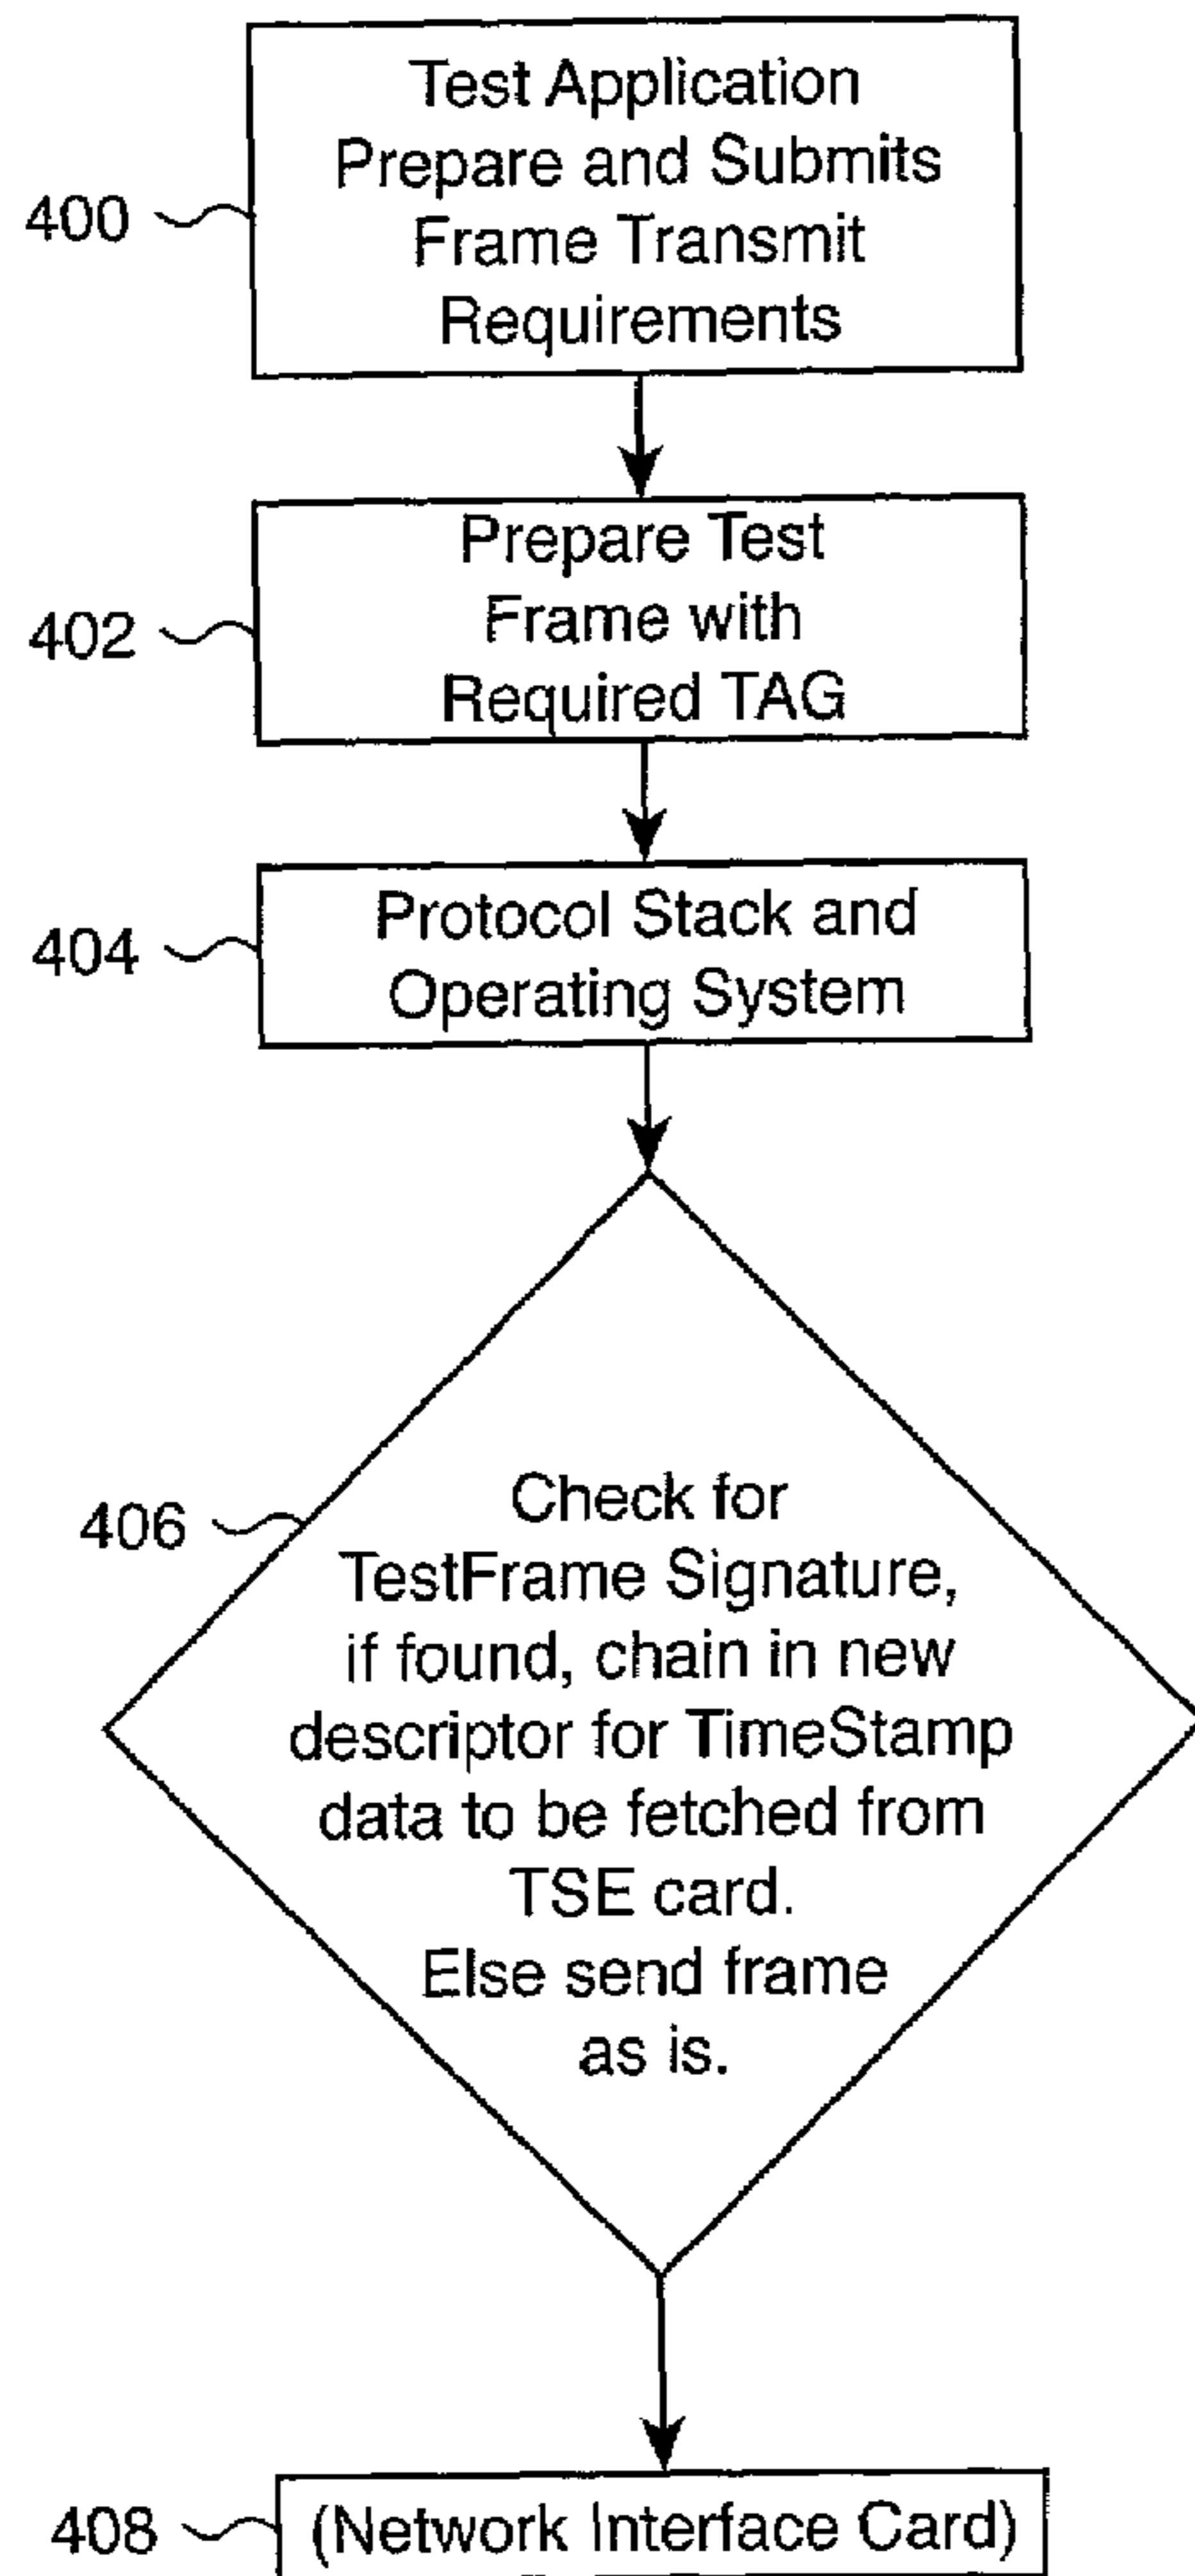 Test Application
Prepare and Submits
Frame Transmit
Requirements
400
Prepare Test
Frame with
Required TAG
402
Protocol Stack and
Operating System
404
Check for
TestFrame Signature,
if found, chain in new
descriptor for TimeStamp
data to be fetched from
TSE card.
Else send frame
as is.
406
(Network Interface Card)
408